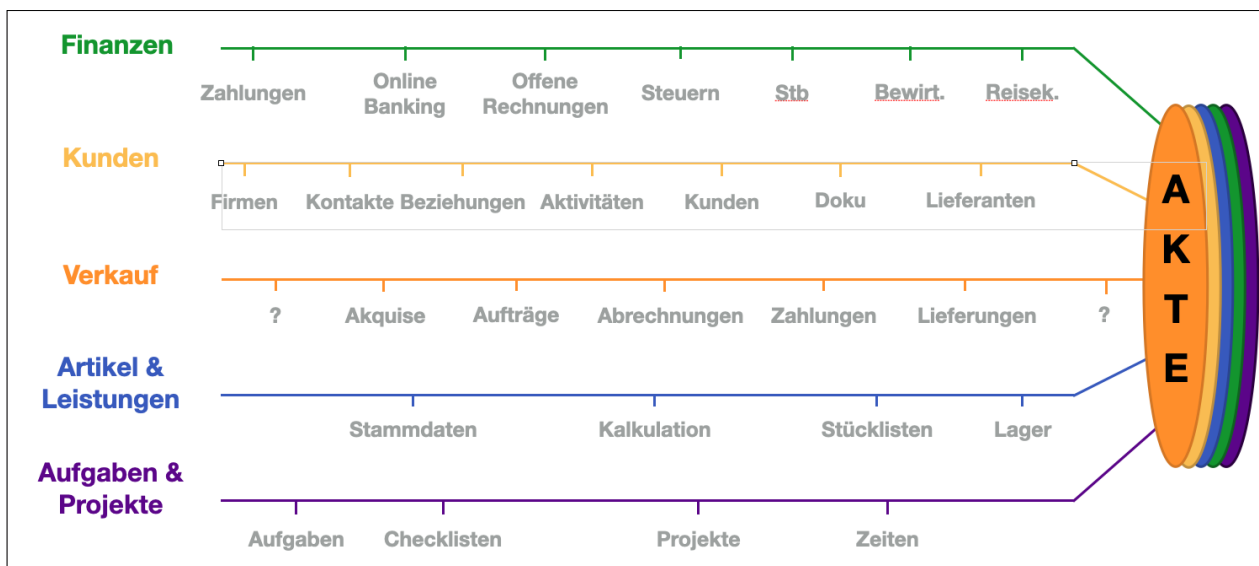 Finanzen
Zahlungen
Online
Banking
Offene
Rechnungen
Steuern
Stb
Bewirt.
Reisek.
Kunden
Firmen
Kontakte
Beziehungen
Aktivitäten
Kunden
Doku
Lieferanten
Verkauf
?
Akquise
Aufträge
Abrechnungen
Zahlungen
Lieferungen
?
Artikel &
Leistungen
Stammdaten
Kalkulation
Stücklisten
Lager
Aufgaben &
Projekte
Aufgaben
Checklisten
Projekte
Zeiten
A
K
T
E